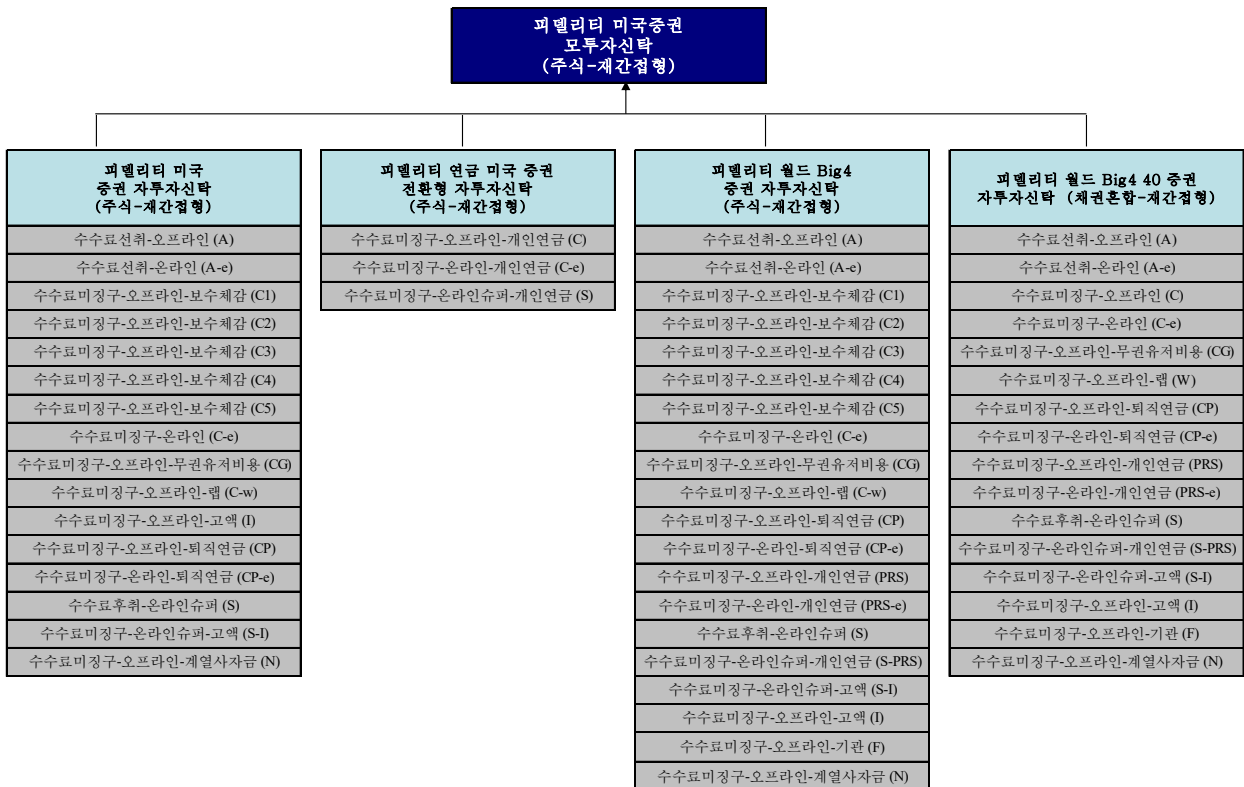 피델리티 미국증권
모투자신탁
(주식-재간접형)
피델리티 미국
증권 자투자신탁
(주식-재간접형)
수수료선취-오프라인 (A)
수수료선취-온라인 (A-e)
수수료미징구-오프라인-보수체감 (C1)
수수료미징구-오프라인-보수체감 (C2)
수수료미징구-오프라인-보수체감 (C3)
수수료미징구-오프라인-보수체감 (C4)
수수료미징구-오프라인-보수체감 (C5)
수수료미징구-온라인 (C-e)
수수료미징구-오프라인-무권유저비용 (CG)
수수료미징구-오프라인-랩 (C-w)
수수료미징구-오프라인-고액 (I)
수수료미징구-오프라인-퇴직연금 (CP)
수수료미징구-온라인-퇴직연금 (CP-e)
수수료후취-온라인슈퍼 (S)
수수료미징구-온라인슈퍼-고액 (S-I)
수수료미징구-오프라인-계열사자금 (N)
피델리티 연금 미국 증권
전환형 자투자신탁
(주식-재간접형)
수수료미징구-오프라인-개인연금 (C)
수수료미징구-온라인-개인연금 (C-e)
수수료미징구-온라인슈퍼-개인연금 (S)
피델리티 월드 Big4
증권 자투자신탁
(주식-재간접형)
수수료선취-오프라인 (A)
수수료선취-온라인 (A-e)
수수료미징구-오프라인-보수체감 (C1)
수수료미징구-오프라인-보수체감 (C2)
수수료미징구-오프라인-보수체감 (C3)
수수료미징구-오프라인-보수체감 (C4)
수수료미징구-오프라인-보수체감 (C5)
수수료미징구-온라인 (C-e)
수수료미징구-오프라인-무권유저비용 (CG)
수수료미징구-오프라인-랩 (C-w)
수수료미징구-오프라인-퇴직연금 (CP)
수수료미징구-온라인-퇴직연금 (CP-e)
수수료미징구-오프라인-개인연금 (PRS)
수수료미징구-온라인-개인연금 (PRS-e)
수수료후취-온라인슈퍼 (S)
수수료미징구-온라인슈퍼-개인연금 (S-PRS)
수수료미징구-온라인슈퍼-고액 (S-I)
수수료미징구-오프라인-고액 (I)
수수료미징구-오프라인-기관 (F)
수수료미징구-오프라인-계열사자금 (N)
피델리티 월드 Big4 40 증권
자투자신탁 (채권혼합-재간접형)
수수료선취-오프라인 (A)
수수료선취-온라인 (A-e)
수수료미징구-오프라인 (C)
수수료미징구-온라인 (C-e)
수수료미징구-오프라인-무권유저비용 (CG)
수수료미징구-오프라인-랩 (W)
수수료미징구-오프라인-퇴직연금 (CP)
수수료미징구-온라인-퇴직연금 (CP-e)
수수료미징구-오프라인-개인연금 (PRS)
수수료미징구-온라인-개인연금 (PRS-e)
수수료후취-온라인슈퍼 (S)
수수료미징구-온라인슈퍼-개인연금 (S-PRS)
수수료미징구-온라인슈퍼-고액 (S-I)
수수료미징구-오프라인-고액 (I)
수수료미징구-오프라인-기관 (F)
수수료미징구-오프라인-계열사자금 (N)